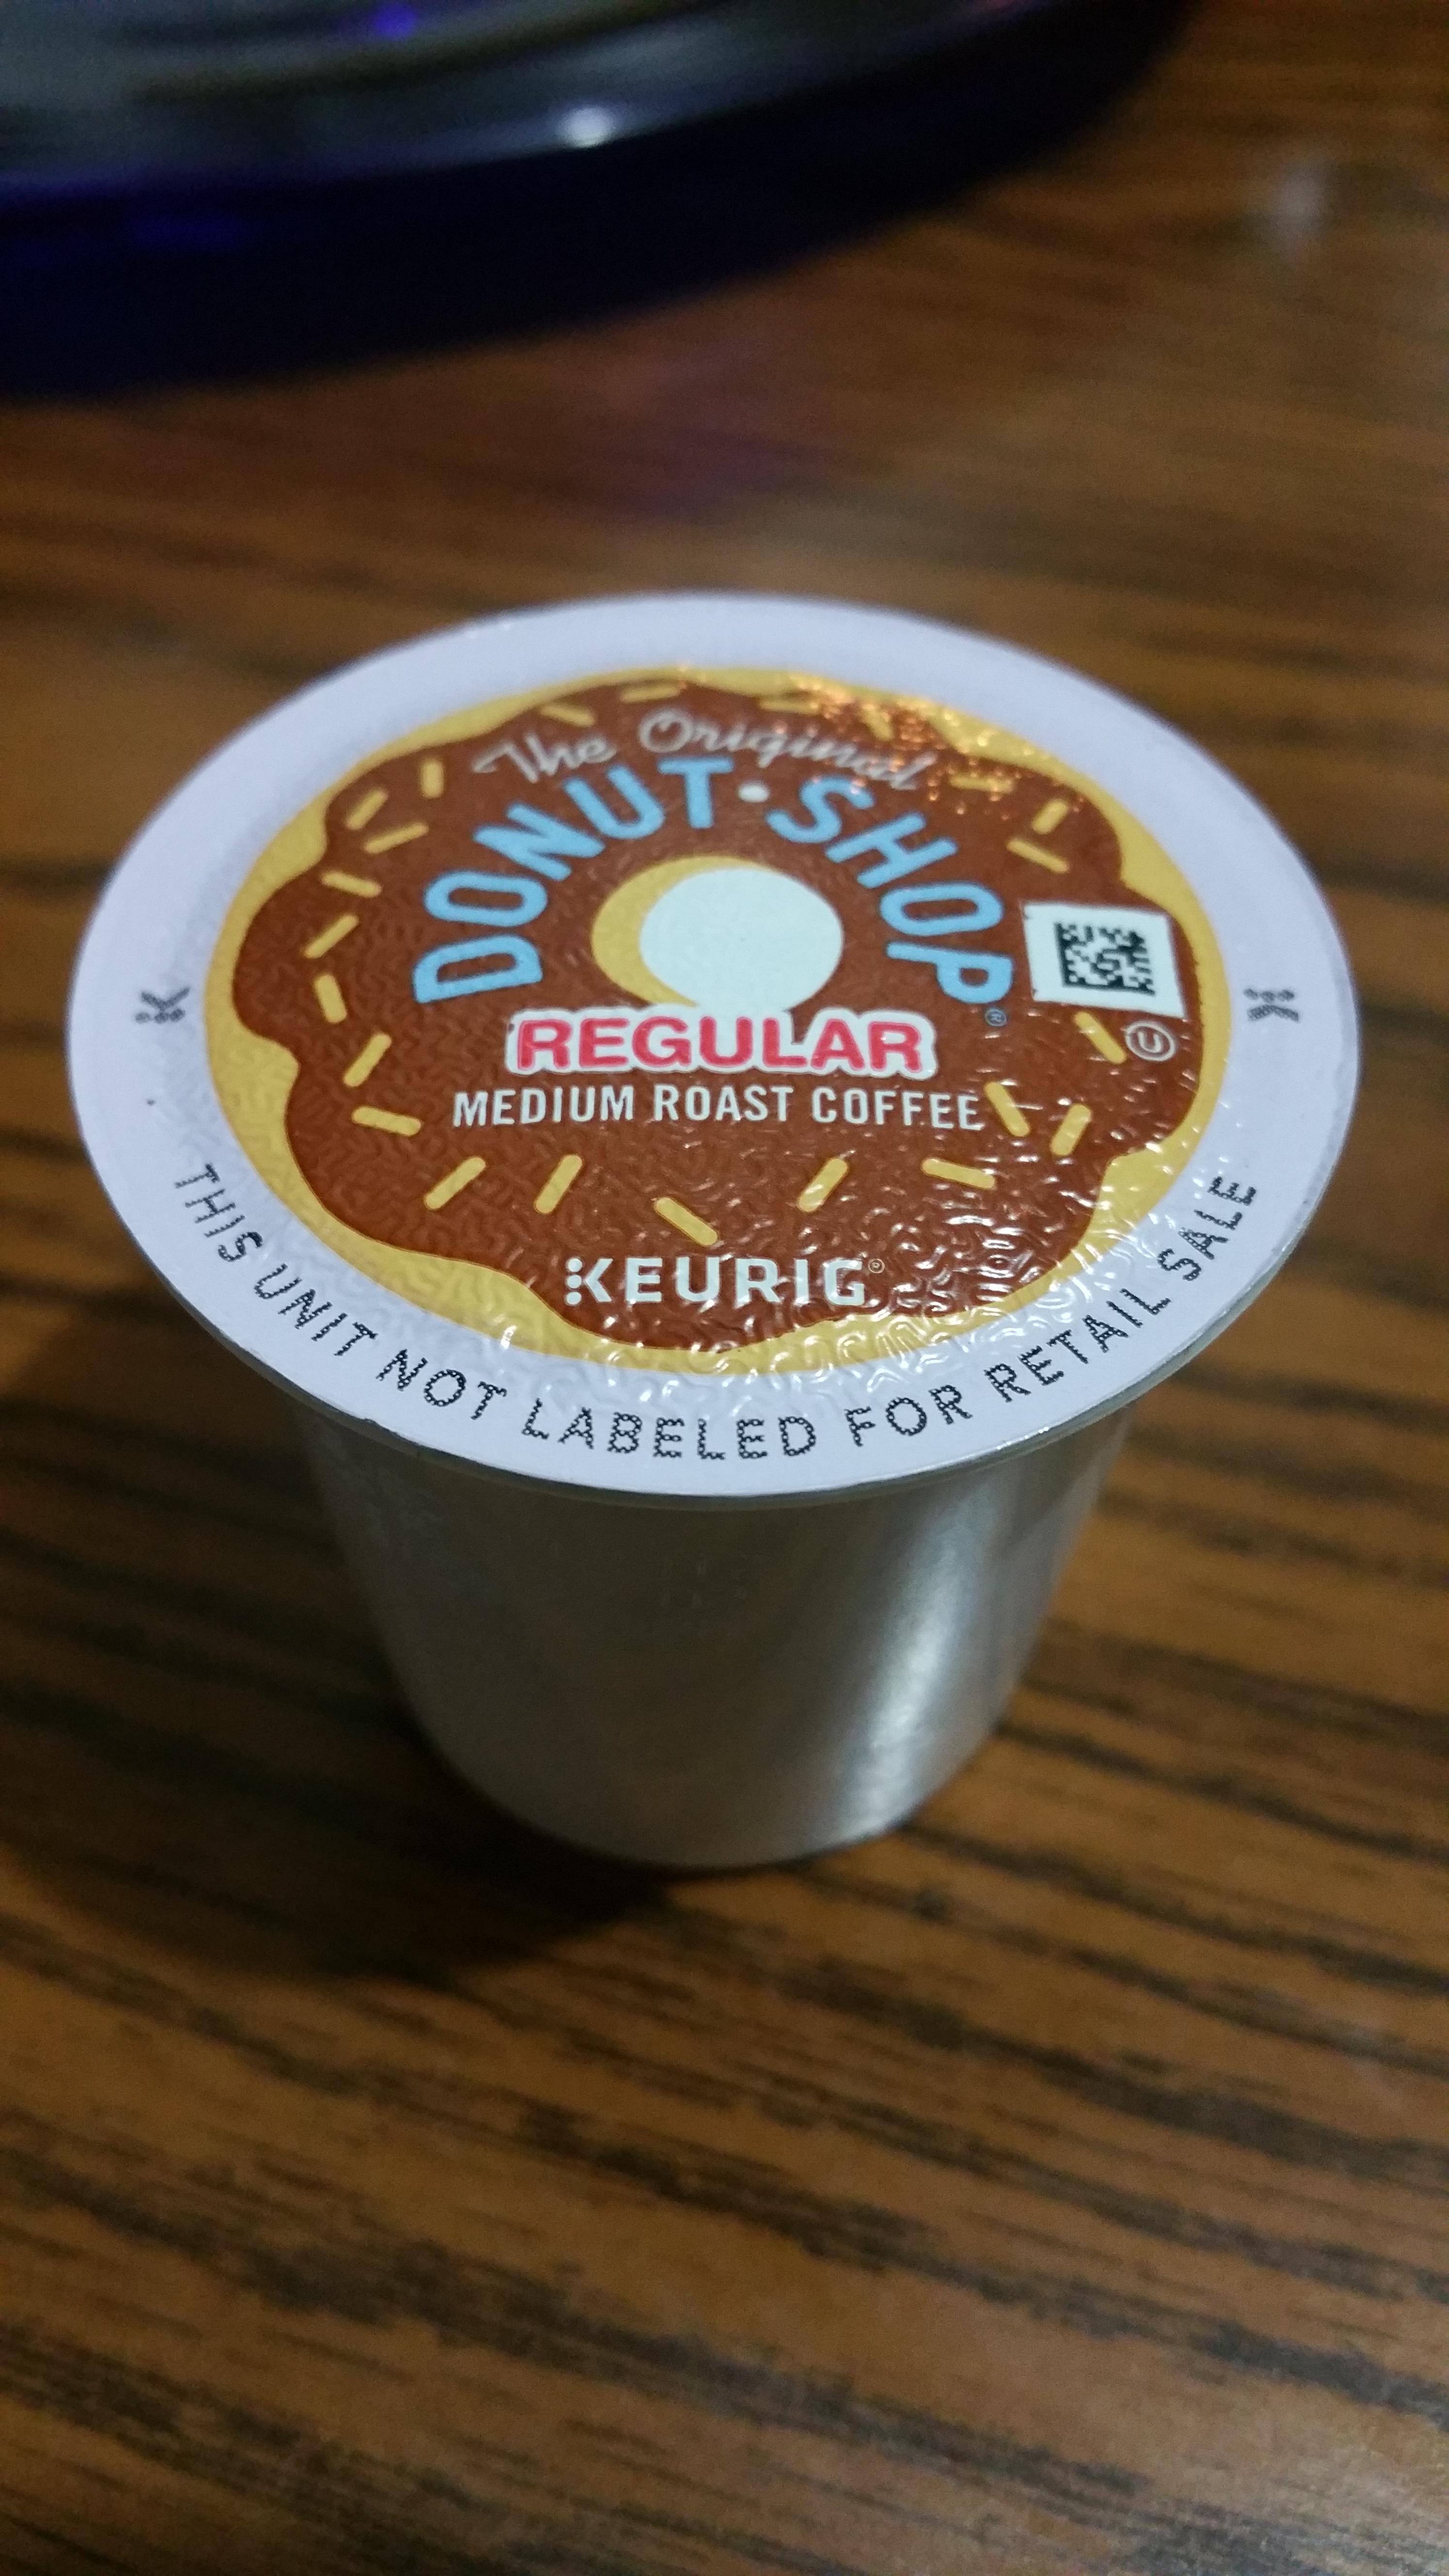 The Original
DONUT·SHOP®
REGULAR
MEDIUM ROAST COFFEE
U
KEURIG®
K
K
THIS UNIT NOT LABELED FOR RETAIL SALE